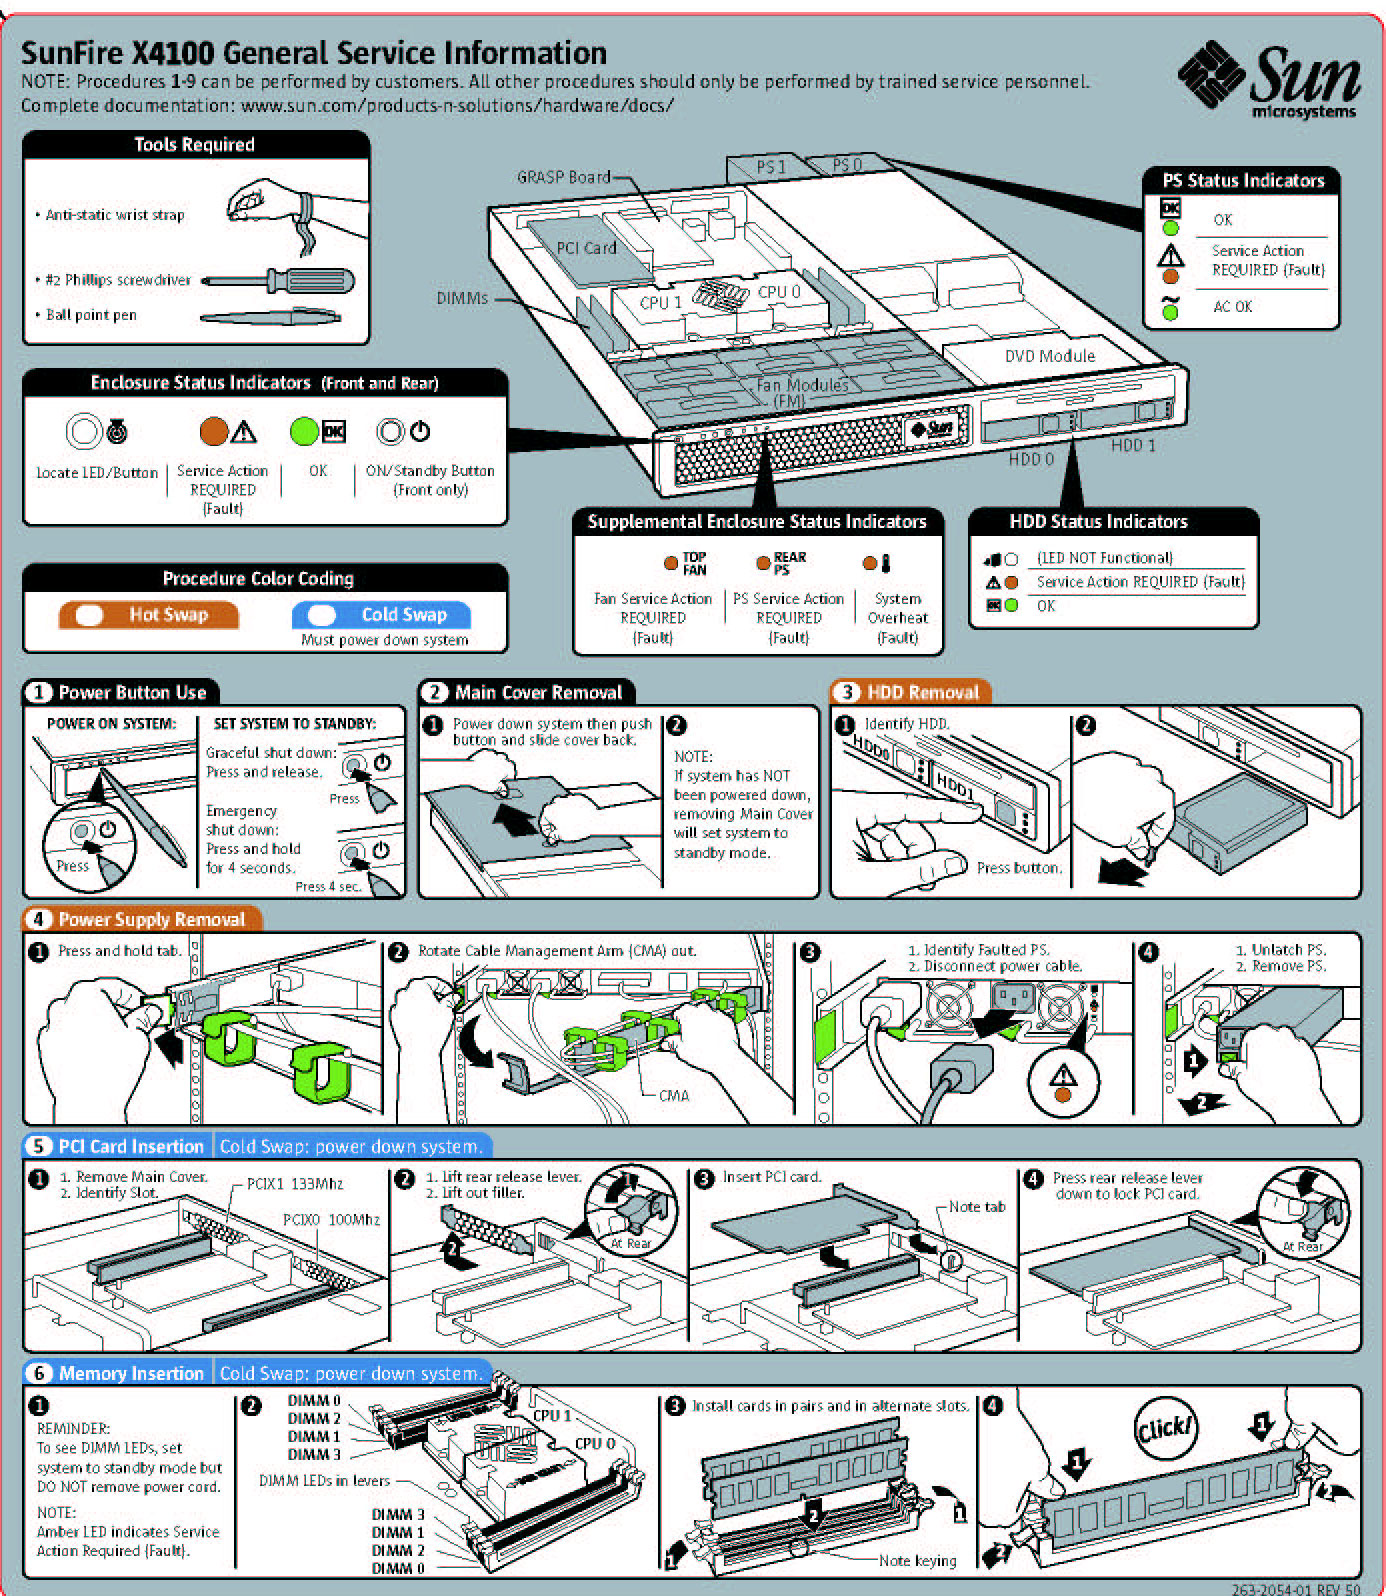 SunFire X4100 General Service Information
NOTE: Procedures 1-9 can be performed by customers. All other procedures should only be performed by trained service personnel.
Complete documentation: www.sun.com/products-n-solutions/hardware/docs/
Sun
microsystems
Tools Required
• Anti-static wrist strap
• #2 Phillips screwdriver
• Ball point pen
GRASP Board
PS 1
PS 0
PCI Card
DIMMs
CPU 1
CPU 0
DVD Module
Fan Modules
(FM)
Sun
HDD 0
HDD 1
PS Status Indicators
OK
OK
Service Action
REQUIRED (Fault)
AC OK
Enclosure Status Indicators (Front and Rear)
OK
Locate LED/Button
Service Action
REQUIRED
(Fault)
OK
ON/Standby Button
(Front only)
Supplemental Enclosure Status Indicators
TOP
FAN
REAR
PS
Fan Service Action
REQUIRED
(Fault)
PS Service Action
REQUIRED
(Fault)
System
Overheat
(Fault)
HDD Status Indicators
(LED NOT Functional)
Service Action REQUIRED (Fault)
OK
OK
Procedure Color Coding
Hot Swap
Cold Swap
Must power down system
1 Power Button Use
POWER ON SYSTEM:
Press
SET SYSTEM TO STANDBY:
Graceful shut down:
Press and release.
Press
Emergency
shut down:
Press and hold
for 4 seconds.
Press 4 sec.
2 Main Cover Removal
1 Power down system then push
button and slide cover back.
2
NOTE:
If system has NOT
been powered down,
removing Main Cover
will set system to
standby mode.
3 HDD Removal
1 Identify HDD.
HDD0
HDD1
Press button.
2
4 Power Supply Removal
1 Press and hold tab.
2 Rotate Cable Management Arm (CMA) out.
CMA
3
1. Identify Faulted PS.
2. Disconnect power cable.
4
1. Unlatch PS.
2. Remove PS.
1
2
5 PCI Card Insertion Cold Swap: power down system.
1
1. Remove Main Cover.
2. Identify Slot.
PCIX1 133Mhz
PCIX0 100Mhz
2
1. Lift rear release lever.
2. Lift out filler.
1
At Rear
2
3 Insert PCI card.
Note tab
4 Press rear release lever
down to lock PCI card.
At Rear
6 Memory Insertion Cold Swap: power down system.
1
REMINDER:
To see DIMM LEDs, set
system to standby mode but
DO NOT remove power cord.
NOTE:
Amber LED indicates Service
Action Required (Fault).
2
DIMM 0
DIMM 2
DIMM 1
DIMM 3
CPU 1
CPU 0
Sun
DIMM LEDs in levers
DIMM 3
DIMM 1
DIMM 2
DIMM 0
3 Install cards in pairs and in alternate slots.
1
2
1
Note keying
4
Click!
1
1
2
2
263-2054-01 REV 50